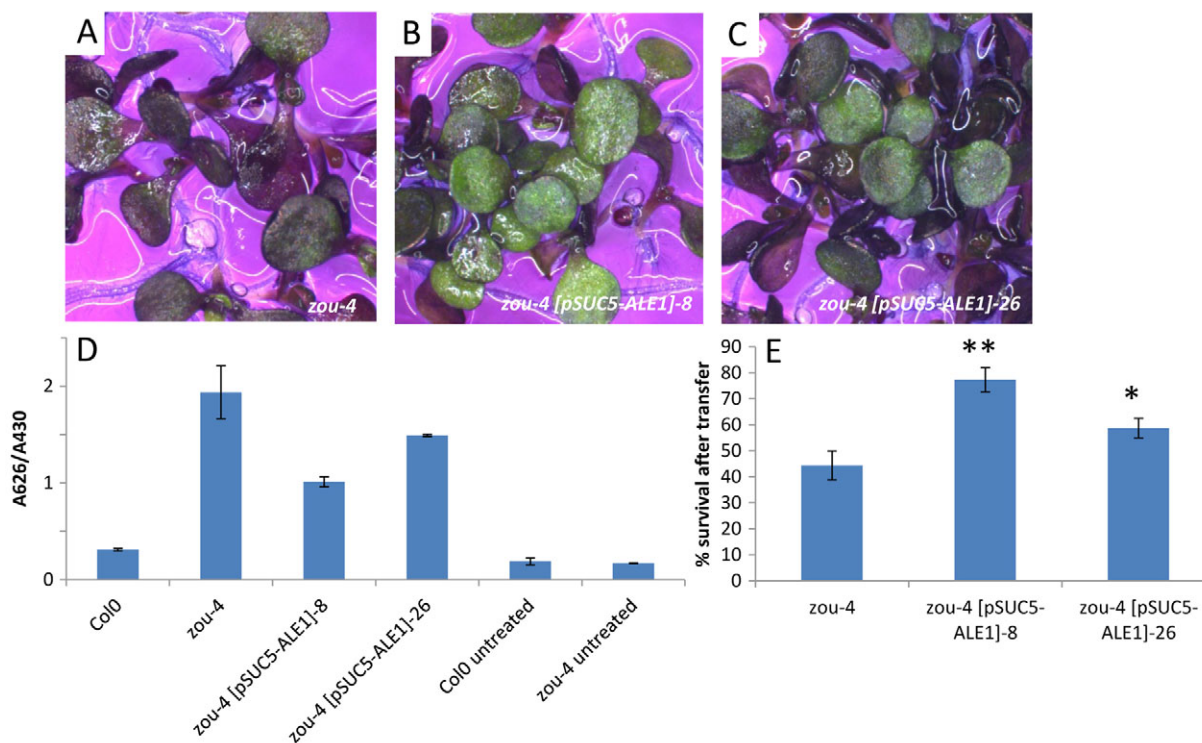 A
zou-4
B
zou-4 [pSUC5-ALE1]-8
C
zou-4 [pSUC5-ALE1]-26
D
A626/A430
2
1
0
Col0
zou-4
zou-4 [pSUC5-ALE1]-8
zou-4 [pSUC5-ALE1]-26
Col0 untreated
zou-4 untreated
E
% survival after transfer
90
80
70
60
50
40
30
20
10
0
**
*
zou-4
zou-4 [pSUC5-
ALE1]-8
zou-4 [pSUC5-
ALE1]-26